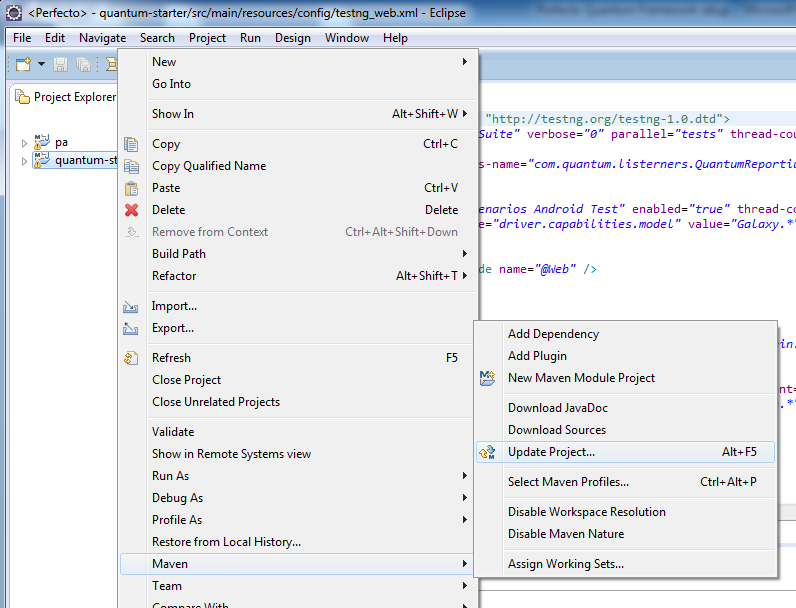 <Perfecto> - quantum-starter/src/main/resources/config/testng_web.xml - Eclipse
File Edit Navigate Search Project Run Design Window Help
Project Explorer
pa
quantum-st
New
Go Into
Show In Alt+Shift+W
Copy Ctrl+C
Copy Qualified Name
Paste Ctrl+V
Delete Delete
Remove from Context Ctrl+Alt+Shift+Down
Build Path
Refactor Alt+Shift+T
Import...
Export...
Refresh F5
Close Project
Close Unrelated Projects
Validate
Show in Remote Systems view
Run As
Debug As
Profile As
Restore from Local History...
Maven
Team
Compare With
"http://testng.org/testng-1.0.dtd">
Suite" verbose="0" parallel="tests" thread-cou
s-name="com.quantum.listerners.QuantumReportiu
enarios Android Test" enabled="true" thread-co
e="driver.capabilities.model" value="Galaxy.*"
de name="@Web" />
in.
nt=
.*"
Add Dependency
Add Plugin
New Maven Module Project
Download JavaDoc
Download Sources
Update Project... Alt+F5
Select Maven Profiles... Ctrl+Alt+P
Disable Workspace Resolution
Disable Maven Nature
Assign Working Sets...